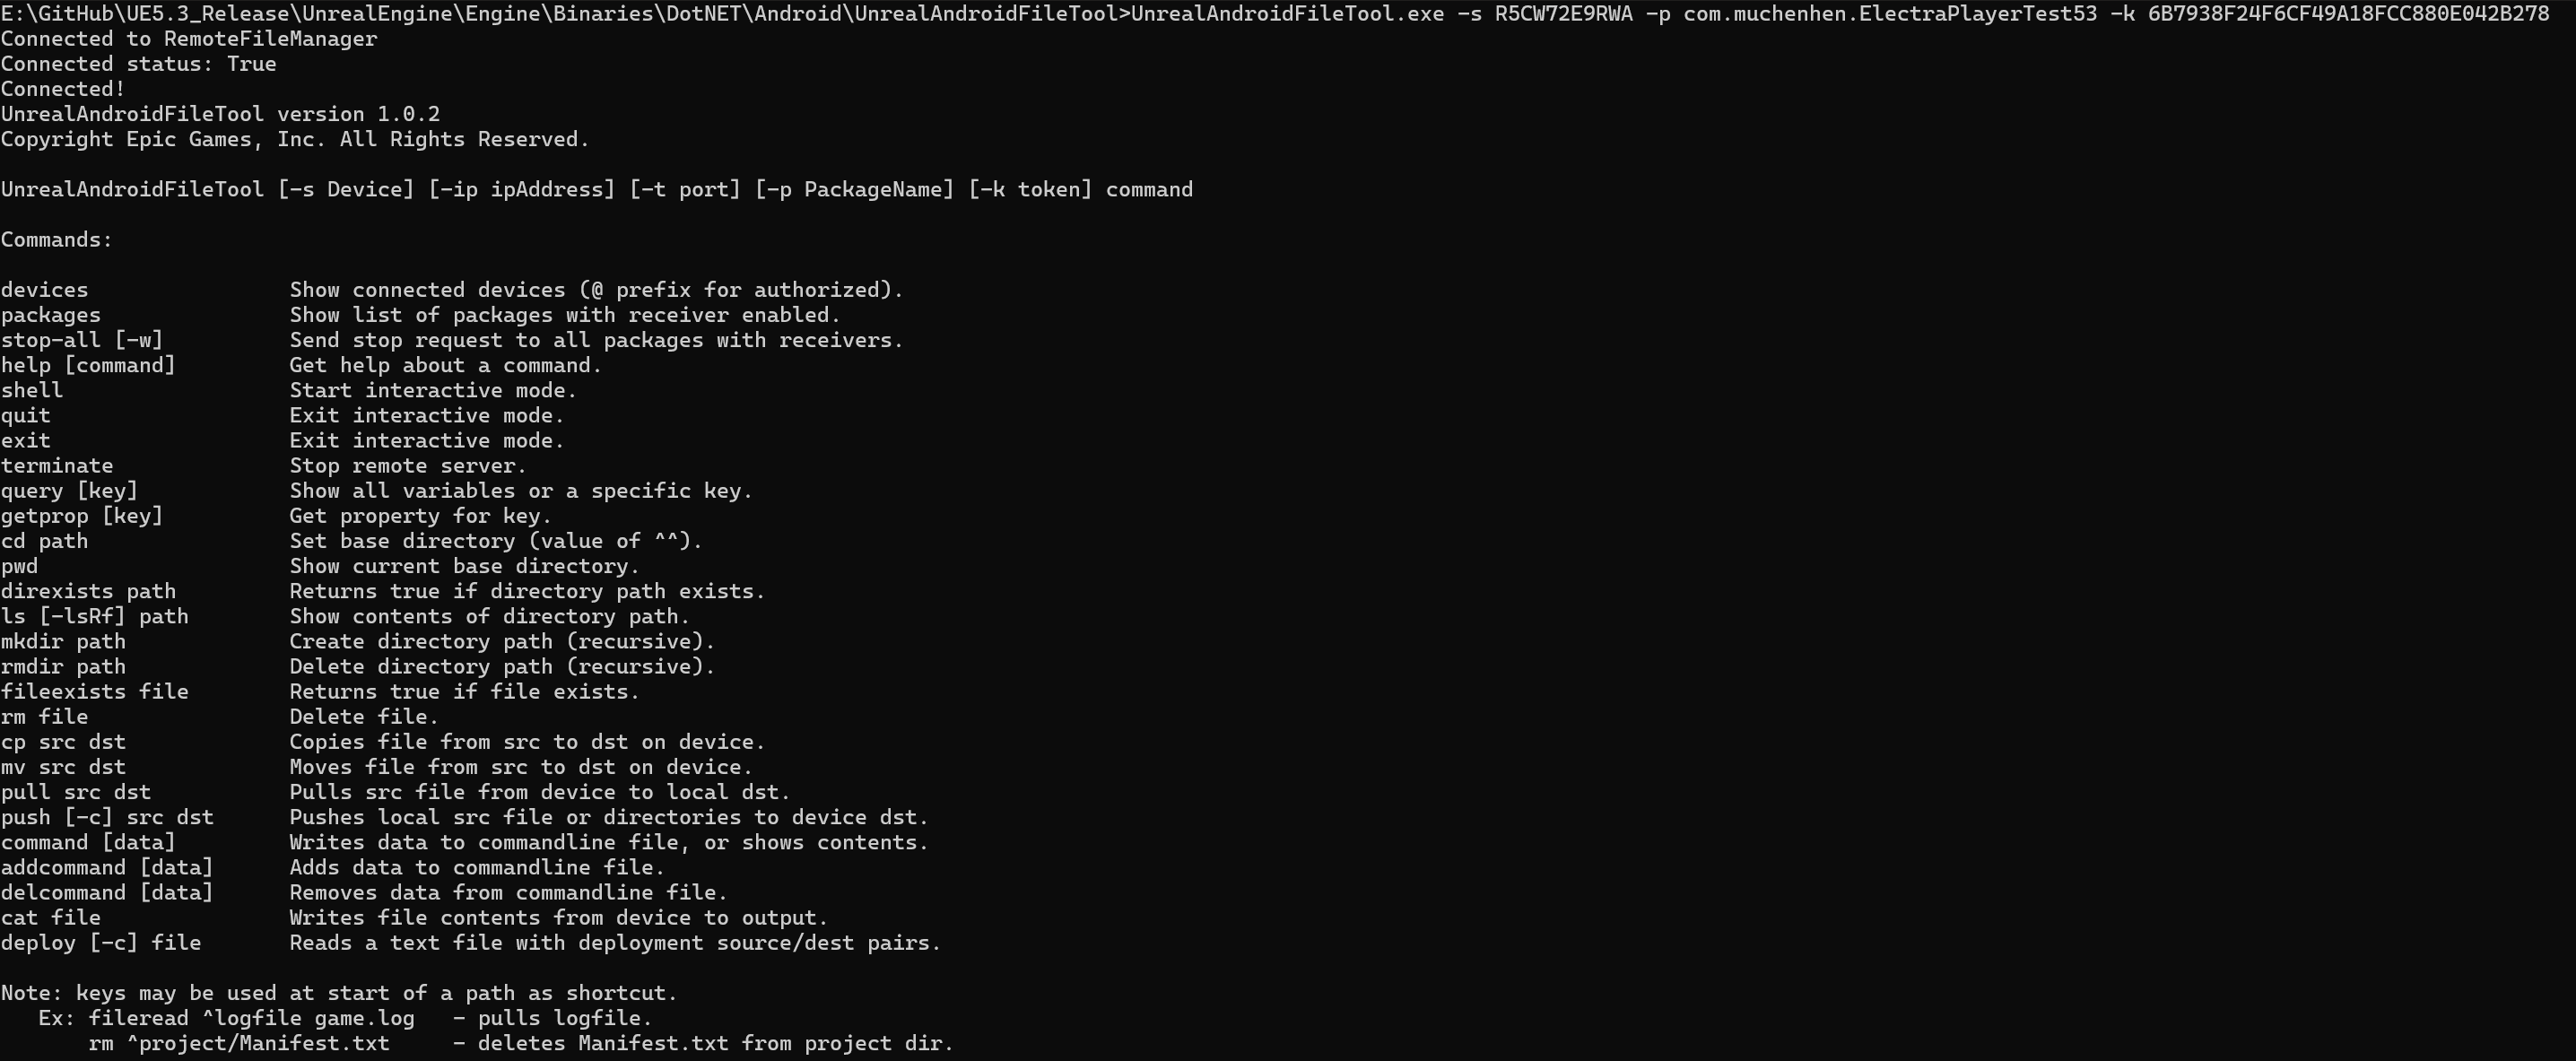 E:\GitHub\UE5.3_Release\UnrealEngine\Engine\Binaries\DotNET\Android\UnrealAndroidFileTool>UnrealAndroidFileTool.exe -s R5CW72E9RWA -p com.muchenhen.ElectraPlayerTest53 -k 6B7938F24F6CF49A18FCC880E042B278
Connected to RemoteFileManager
Connected status: True
Connected!
UnrealAndroidFileTool version 1.0.2
Copyright Epic Games, Inc. All Rights Reserved.

UnrealAndroidFileTool [-s Device] [-ip ipAddress] [-t port] [-p PackageName] [-k token] command

Commands:

devices                Show connected devices (@ prefix for authorized).
packages               Show list of packages with receiver enabled.
stop-all [-w]          Send stop request to all packages with receivers.
help [command]         Get help about a command.
shell                  Start interactive mode.
quit                   Exit interactive mode.
exit                   Exit interactive mode.
terminate              Stop remote server.
query [key]            Show all variables or a specific key.
getprop [key]          Get property for key.
cd path                Set base directory (value of ^^).
pwd                    Show current base directory.
direxists path         Returns true if directory path exists.
ls [-lsRf] path        Show contents of directory path.
mkdir path             Create directory path (recursive).
rmdir path             Delete directory path (recursive).
fileexists file        Returns true if file exists.
rm file                Delete file.
cp src dst             Copies file from src to dst on device.
mv src dst             Moves file from src to dst on device.
pull src dst           Pulls src file from device to local dst.
push [-c] src dst      Pushes local src file or directories to device dst.
command [data]         Writes data to commandline file, or shows contents.
addcommand [data]      Adds data to commandline file.
delcommand [data]      Removes data from commandline file.
cat file               Writes file contents from device to output.
deploy [-c] file       Reads a text file with deployment source/dest pairs.

Note: keys may be used at start of a path as shortcut.
   Ex: fileread ^logfile game.log   - pulls logfile.
       rm ^project/Manifest.txt     - deletes Manifest.txt from project dir.